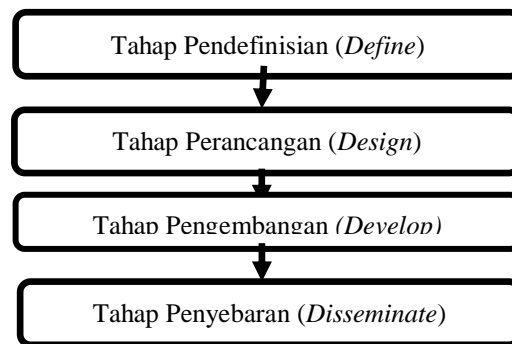 Tahap Pendefinisian (Define)
Tahap Perancangan (Design)
Tahap Pengembangan (Develop)
Tahap Penyebaran (Disseminate)